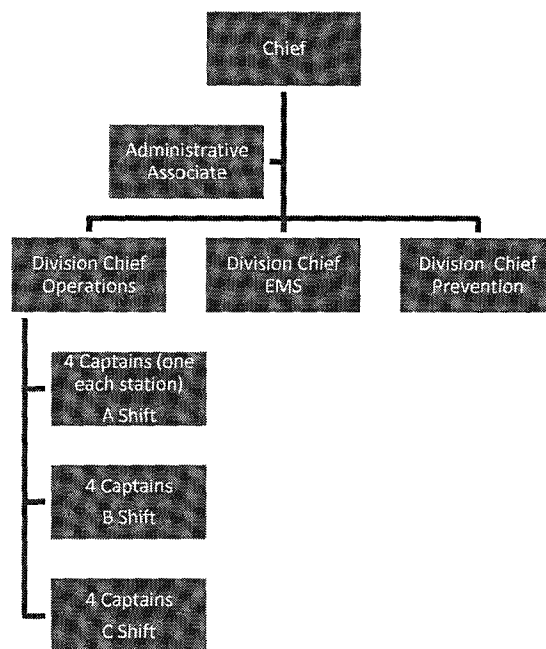 Chief
Administrative
Associate
Division Chief
Operations
Division Chief
EMS
Division Chief
Prevention
4 Captains (one
each station)
A Shift
4 Captains
B Shift
4 Captains
C Shift